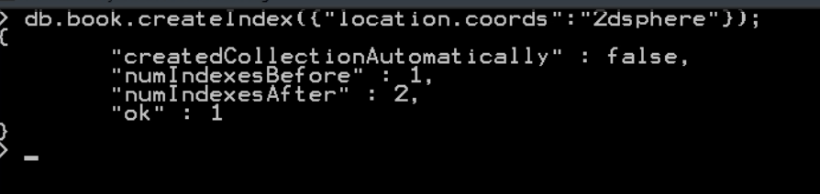 > db.book.createIndex({"location.coords":"2dsphere"});
{
        "createdCollectionAutomatically" : false,
        "numIndexesBefore" : 1,
        "numIndexesAfter" : 2,
        "ok" : 1
}
> _